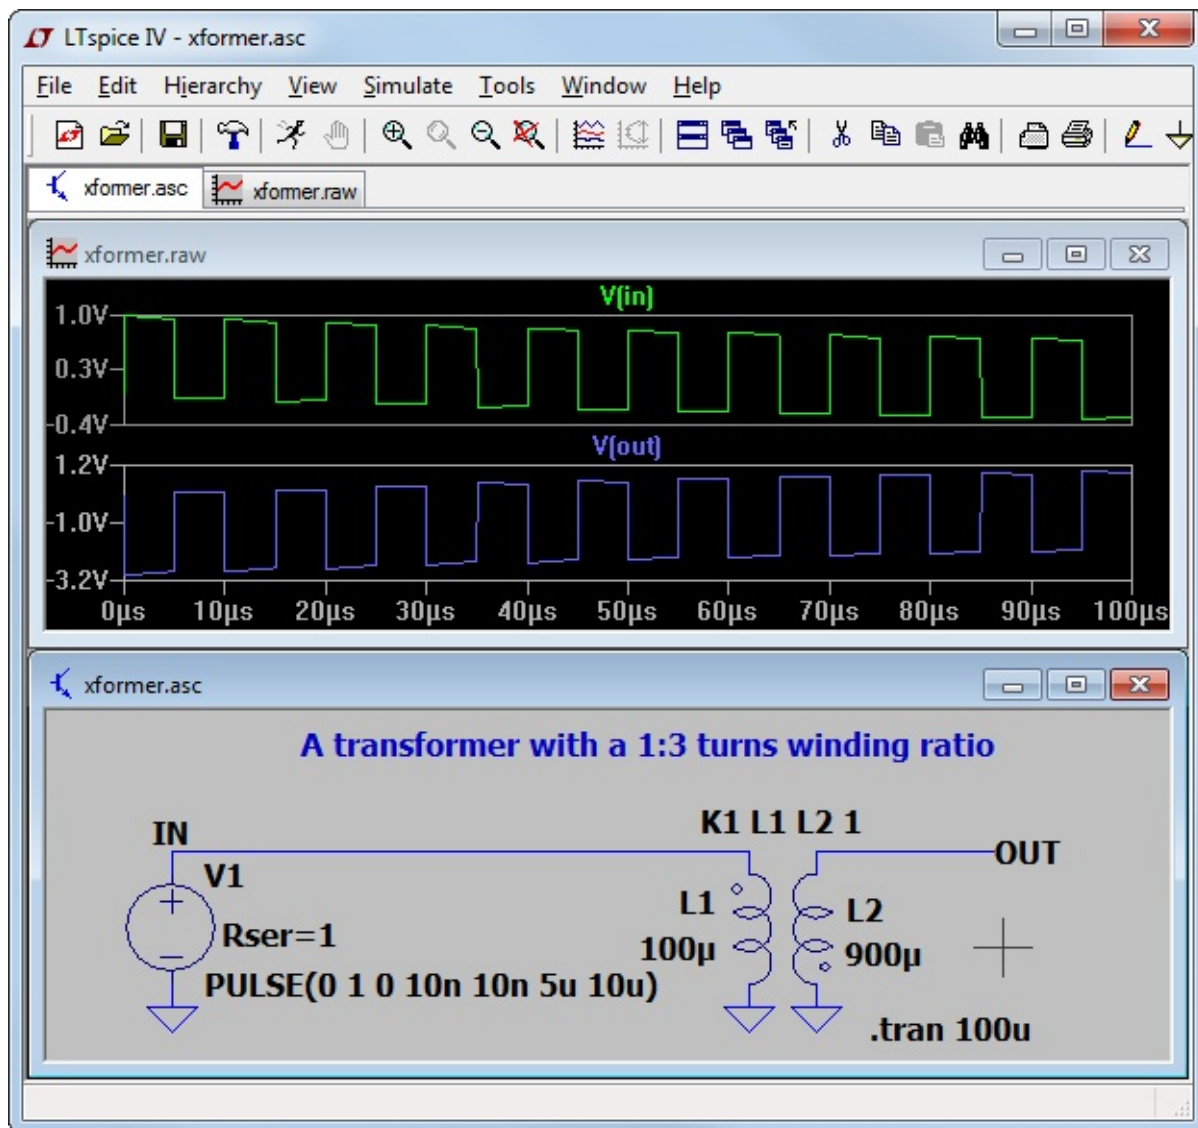 LTspice IV - xformer.asc
File Edit Hierarchy View Simulate Tools Window Help
xformer.asc xformer.raw
xformer.raw
V(in)
1.0V
0.3V
-0.4V
V(out)
1.2V
-1.0V
-3.2V
0µs 10µs 20µs 30µs 40µs 50µs 60µs 70µs 80µs 90µs 100µs
xformer.asc
A transformer with a 1:3 turns winding ratio
K1 L1 L2 1
IN
OUT
V1
L1
L2
Rser=1
100µ
900µ
PULSE(0 1 0 10n 10n 5u 10u)
.tran 100u